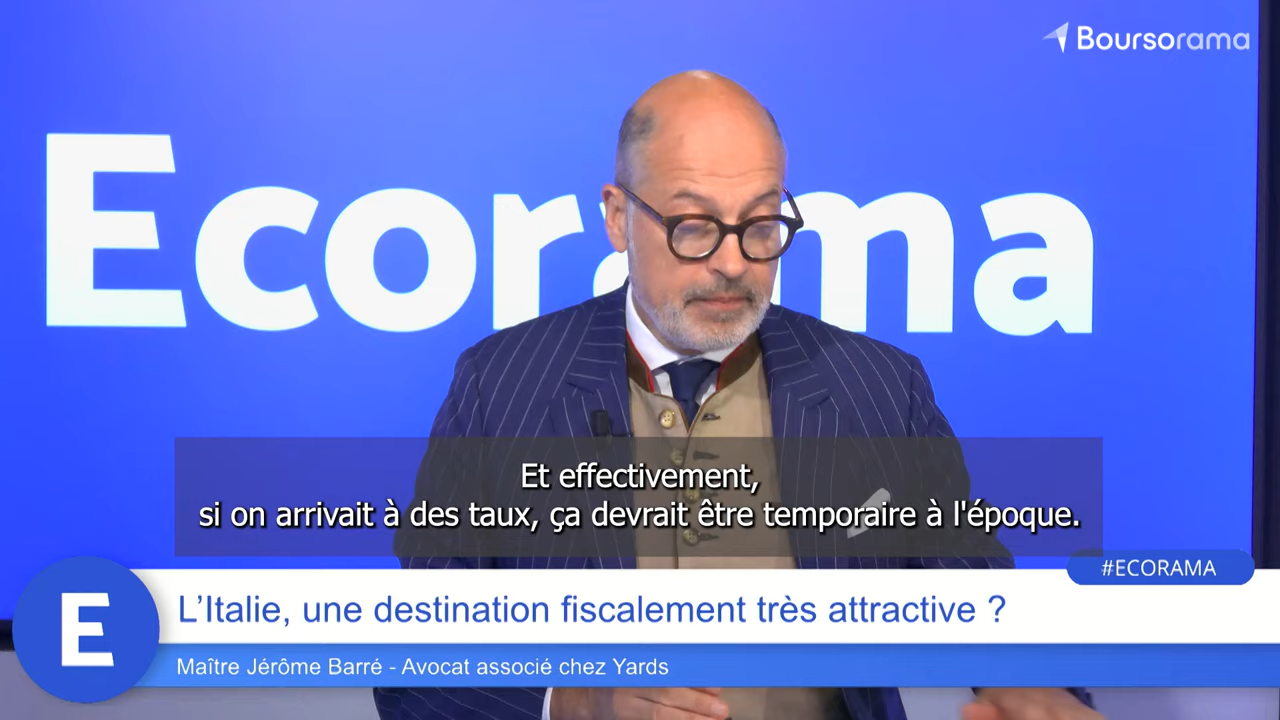 Boursorama
Ecorama
Et effectivement,
si on arrivait à des taux, ça devrait être temporaire à l'époque.
#ECORAMA
E
L’Italie, une destination fiscalement très attractive ?
Maître Jérôme Barré - Avocat associé chez Yards